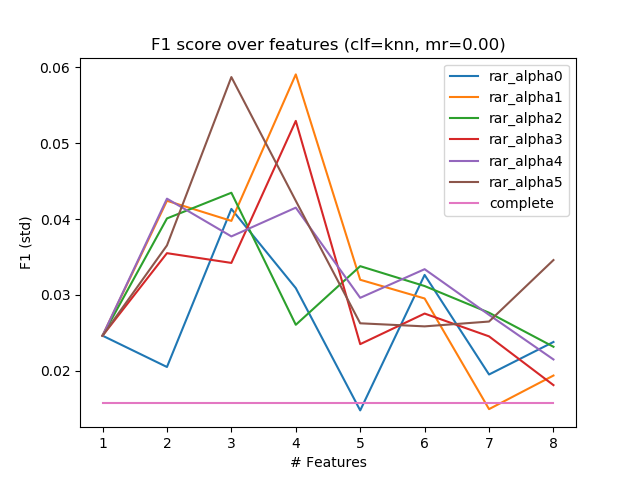 F1 score over features (clf=knn, mr=0.00)
0.06
0.05
0.04
0.03
0.02
F1 (std)
rar_alpha0
rar_alpha1
rar_alpha2
rar_alpha3
rar_alpha4
rar_alpha5
complete
1 2 3 4 5 6 7 8
# Features